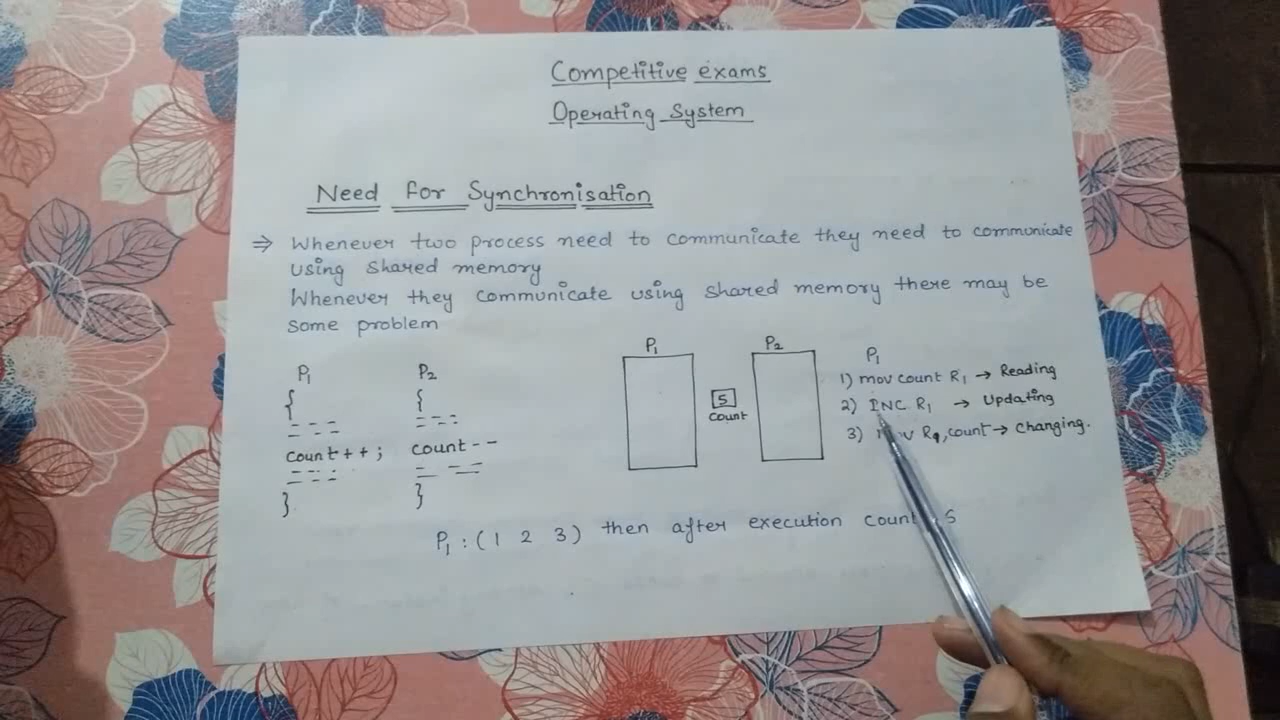 Competitive exams
Operating System
Need for Synchronisation
⇒ Whenever two process need to communicate they need to communicate
using shared memory
Whenever they communicate using shared memory there may be
some problem
P1
{
count++;
}
P2
{
count--
}
P1
5
count
P2
P1
1) mov count R1 → Reading
2) INC R1 → Updating
3) , count → changing.
P1 : (1 2 3) then after execution